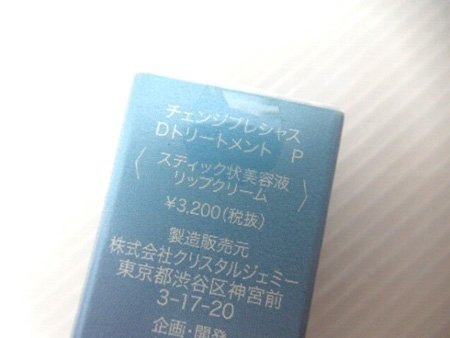 チェンジプレシャス
Dトリートメント P
〈スティック状美容液
リップクリーム〉
¥3,200(税抜)
製造販売元
株式会社クリスタルジェミー
東京都渋谷区神宮前
3-17-20
企画・開発